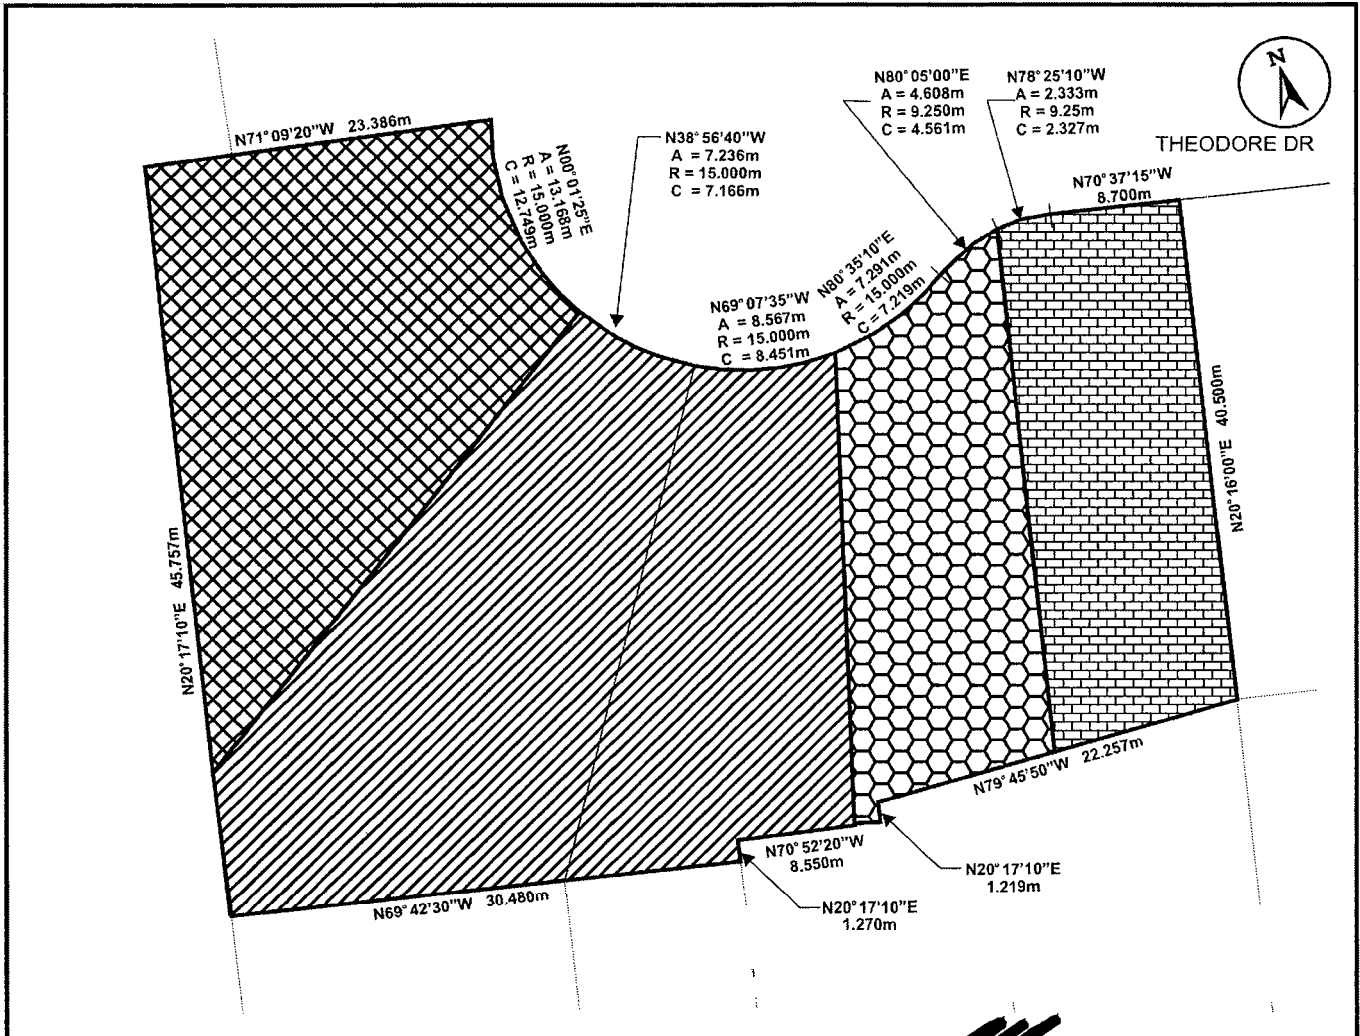 N
THEODORE DR
N71°09'20"W 23.386m
N00°01'25"E
A = 13.168m
R = 15.000m
C = 12.749m
N38°56'40"W
A = 7.236m
R = 15.000m
C = 7.166m
N80°05'00"E
A = 4.608m
R = 9.250m
C = 4.561m
N78°25'10"W
A = 2.333m
R = 9.25m
C = 2.327m
N70°37'15"W
8.700m
N80°35'10"E
A = 7.291m
R = 15.000m
C = 7.219m
N69°07'35"W
A = 8.567m
R = 15.000m
C = 8.451m
N20°16'00"E 40.500m
N20°17'10"E 45.757m
N79°45'50"W 22.257m
N70°52'20"W
8.550m
N20°17'10"E
1.219m
N69°42'30"W 30.480m
N20°17'10"E
1.270m